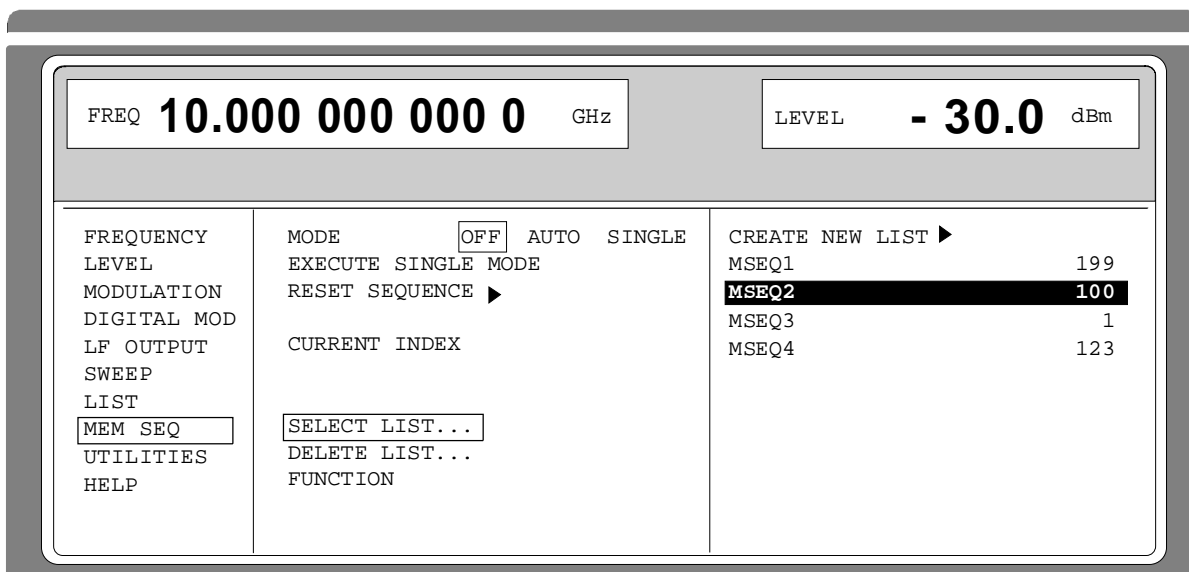 FREQ 10.000 000 000 0 GHz
LEVEL - 30.0 dBm
FREQUENCY
LEVEL
MODULATION
DIGITAL MOD
LF OUTPUT
SWEEP
LIST
MEM SEQ
UTILITIES
HELP
MODE OFF AUTO SINGLE
EXECUTE SINGLE MODE
RESET SEQUENCE ▶
CURRENT INDEX
SELECT LIST...
DELETE LIST...
FUNCTION
CREATE NEW LIST ▶
MSEQ1 199
MSEQ2 100
MSEQ3 1
MSEQ4 123